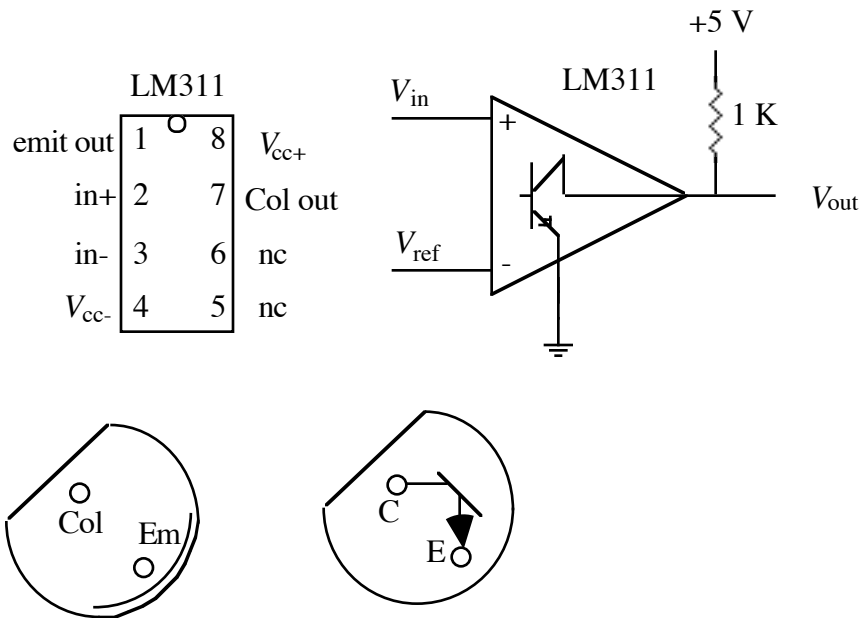 LM311
emit out 1 8 Vcc+
in+ 2 7 Col out
in- 3 6 nc
Vcc- 4 5 nc
+5 V
LM311
Vin
+
1 K
Vout
Vref
-
Col
Em
C
E